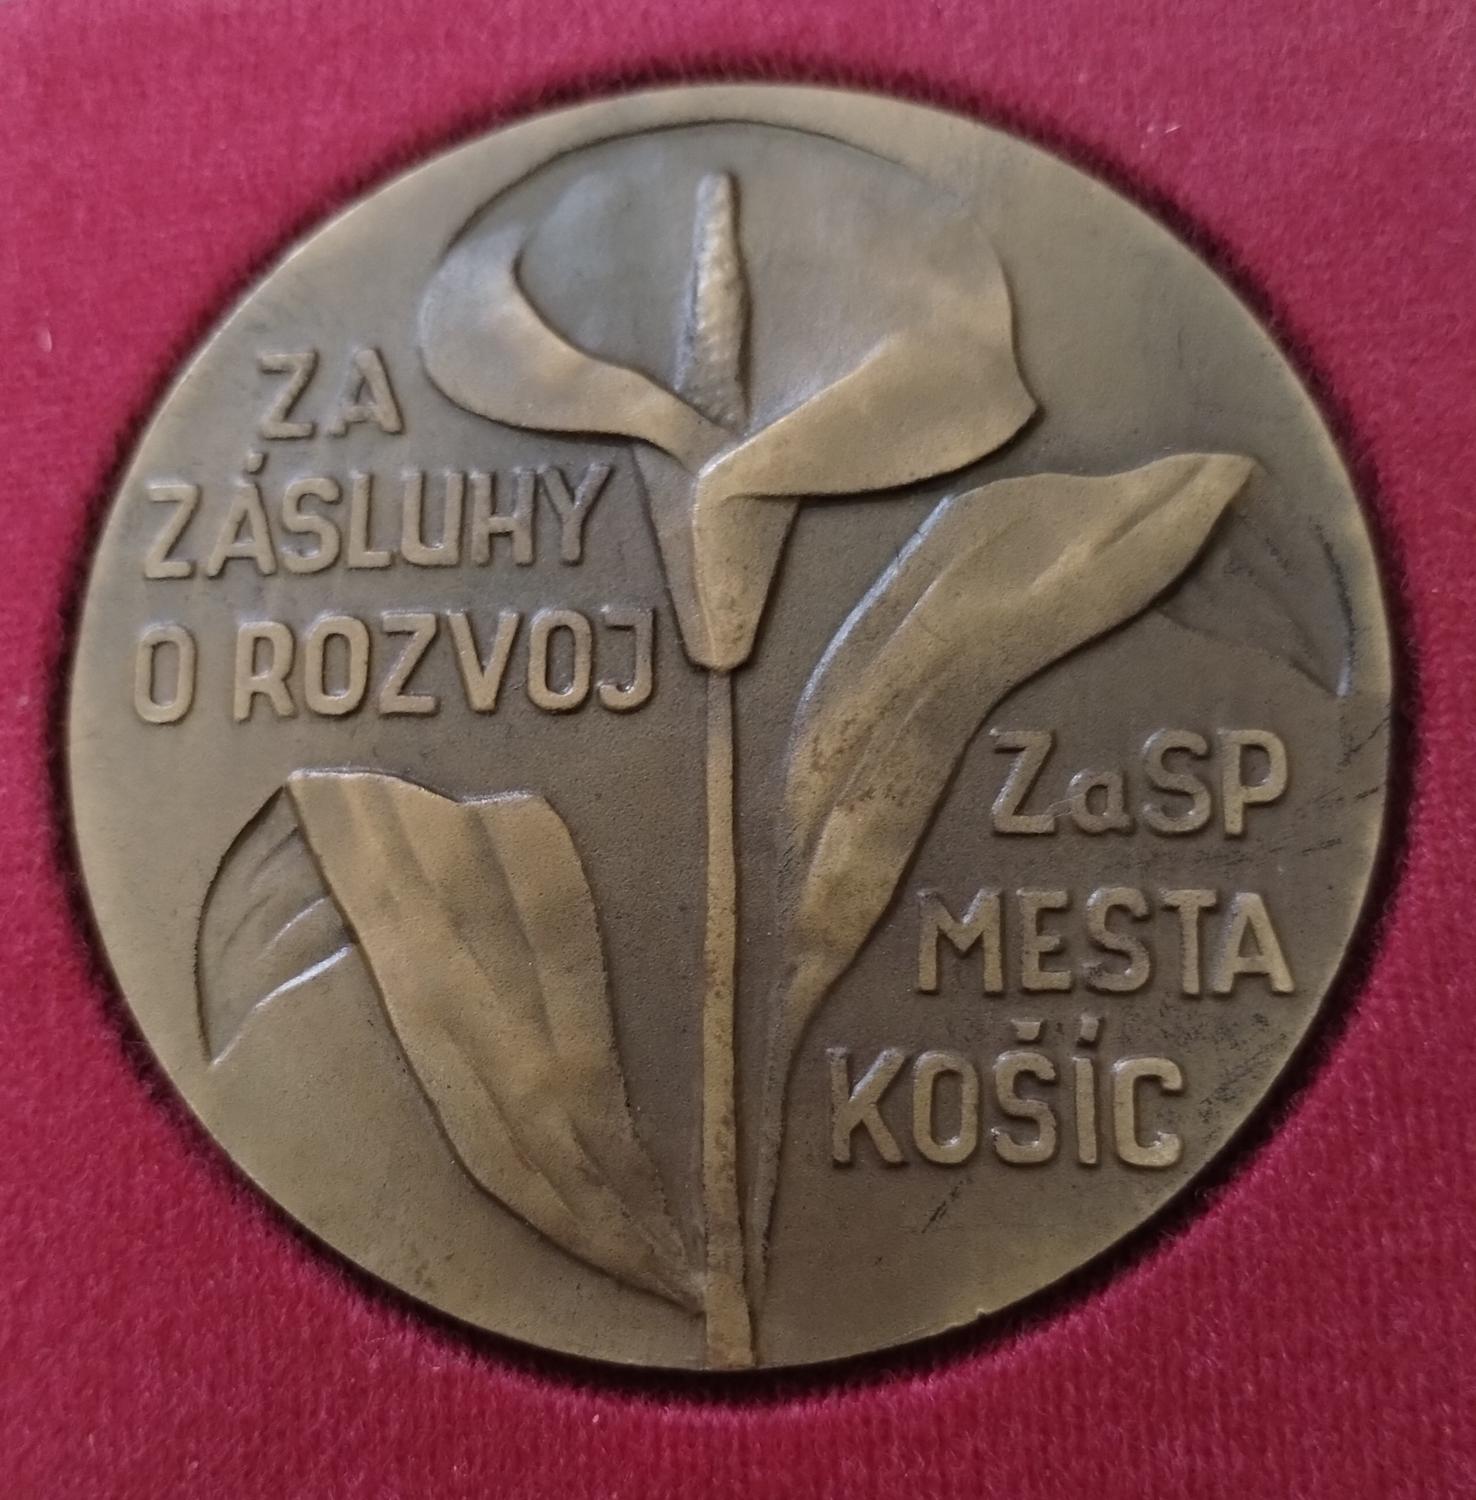 ZA
ZÁSLUHY
O ROZVOJ
ZaSP
MESTA
KOŠÍC